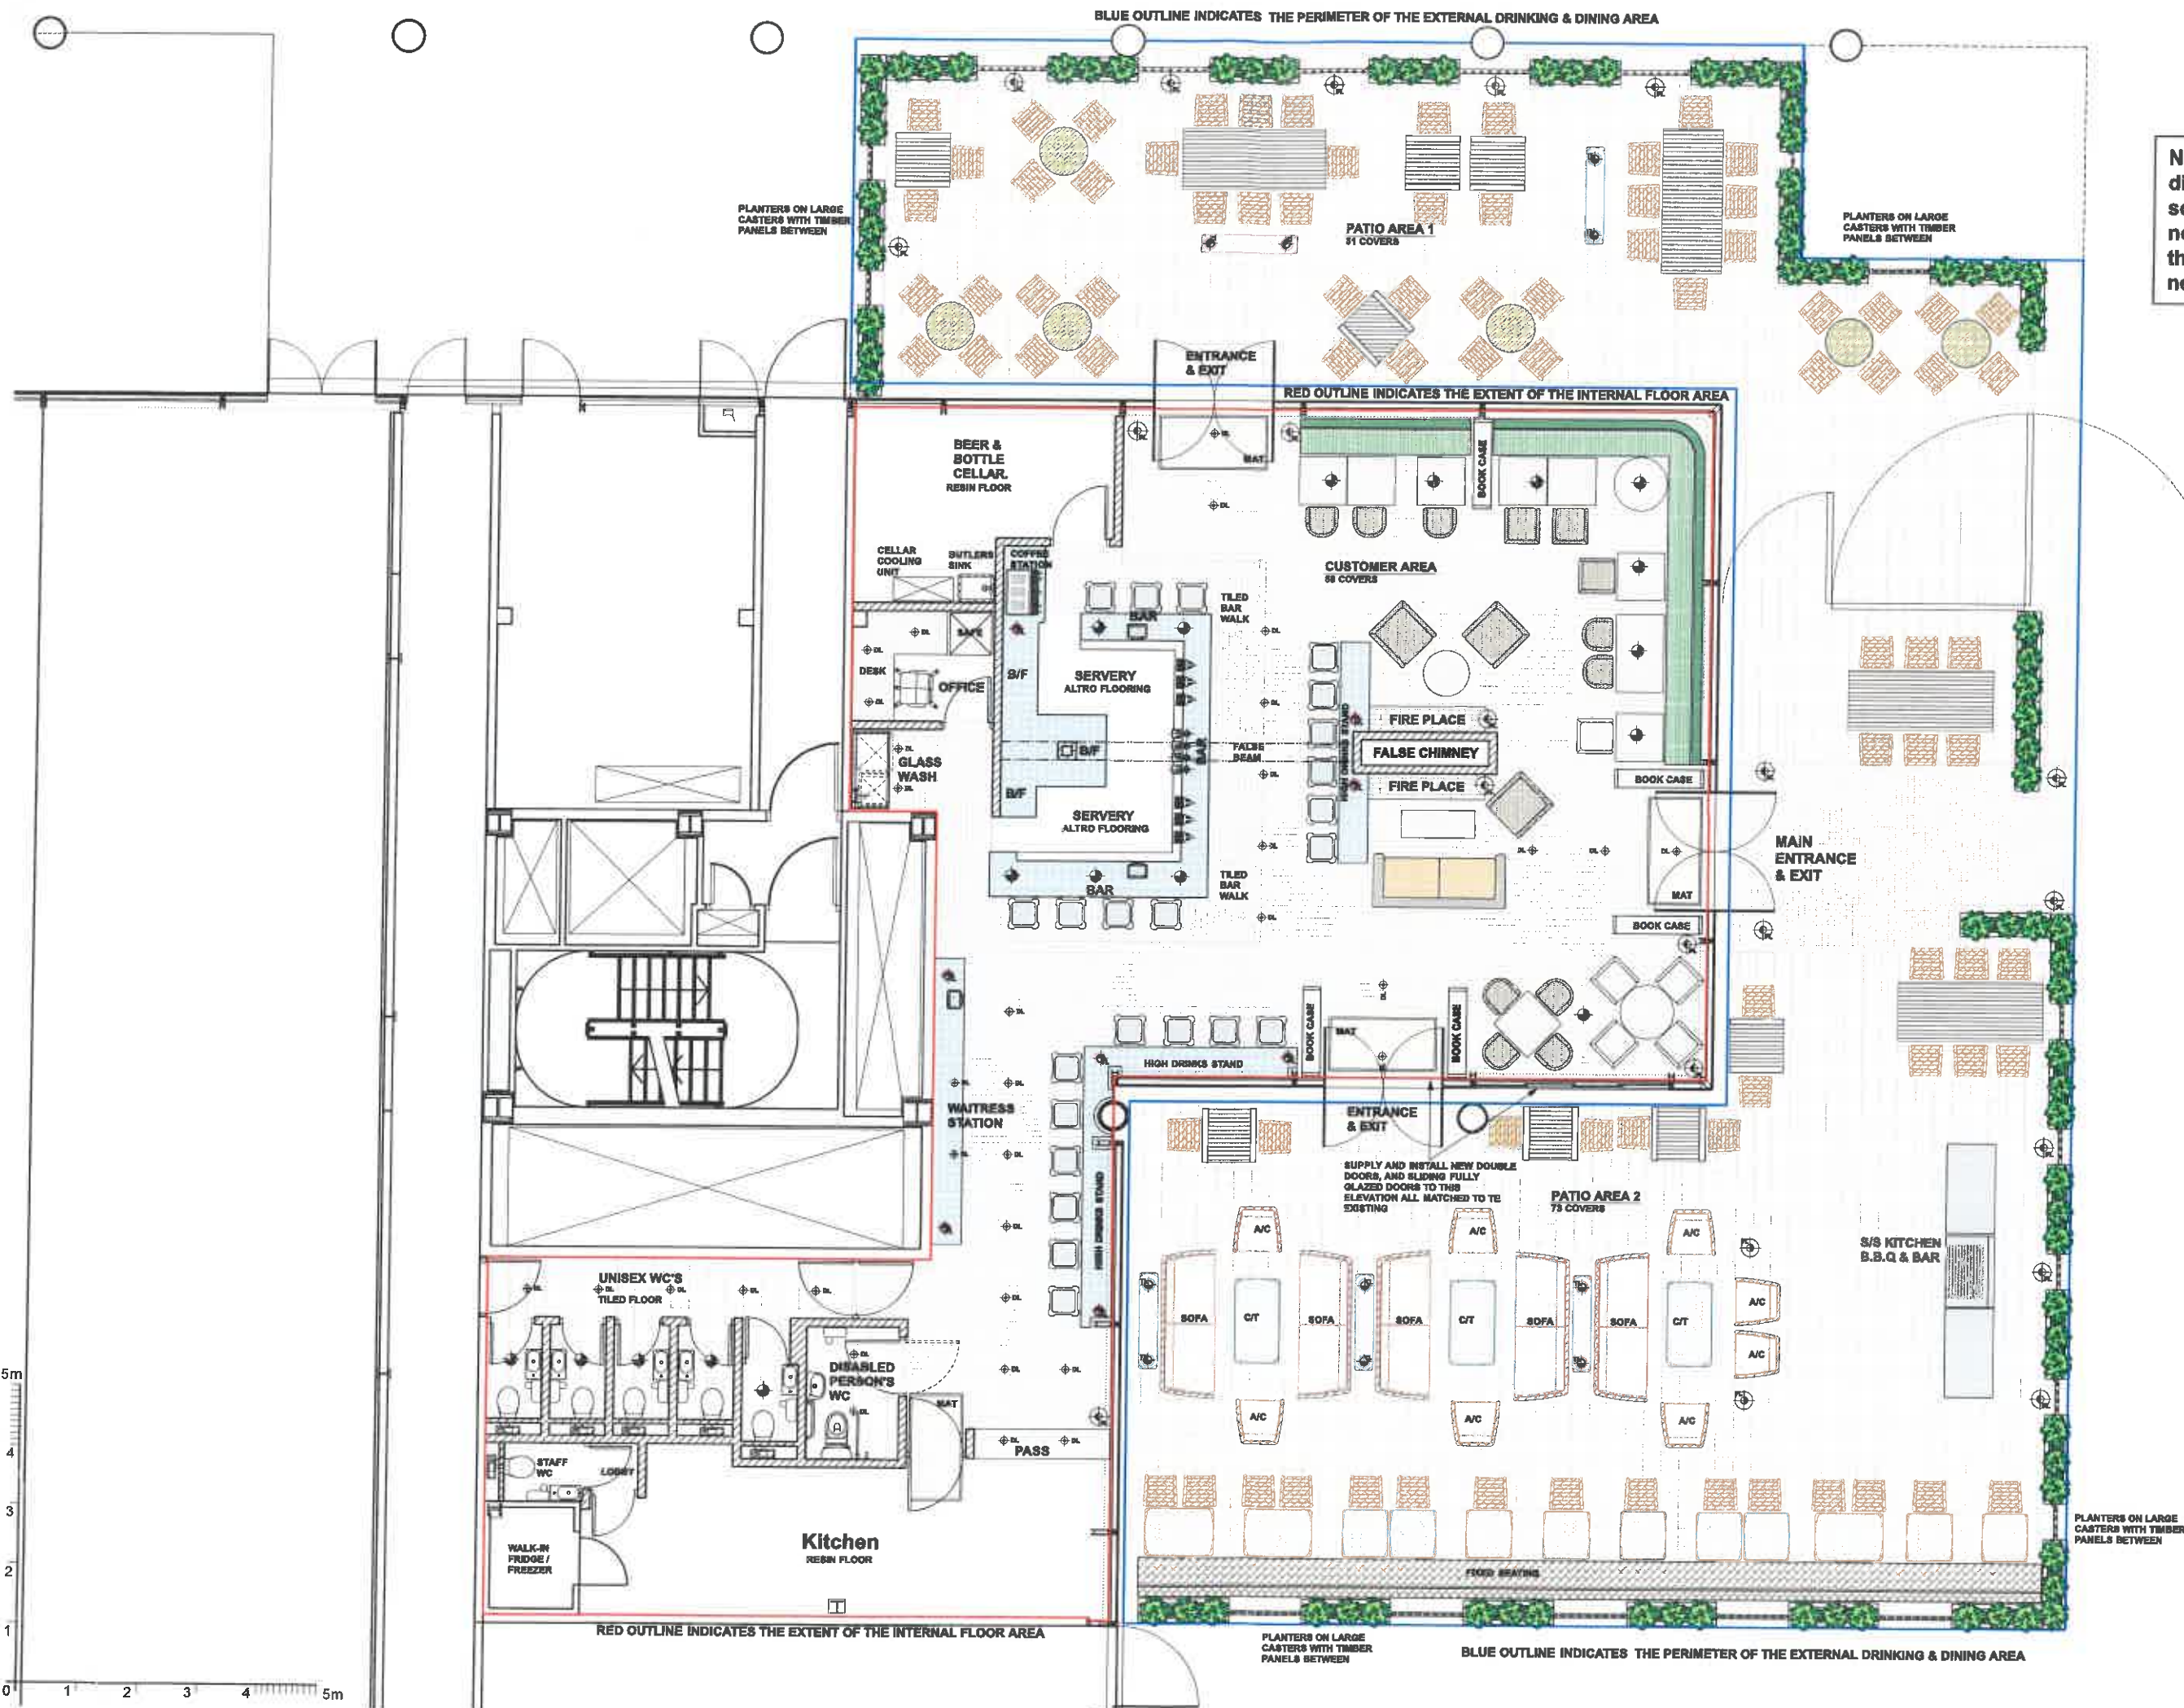 BLUE OUTLINE INDICATES THE PERIMETER OF THE EXTERNAL DRINKING & DINING AREA
PLANTERS ON LARGE
CASTERS WITH TIMBER
PANELS BETWEEN
PATIO AREA 1
51 COVERS
PLANTERS ON LARGE
CASTERS WITH TIMBER
PANELS BETWEEN
ENTRANCE
& EXIT
RED OUTLINE INDICATES THE EXTENT OF THE INTERNAL FLOOR AREA
BEER &
BOTTLE
CELLAR.
RESIN FLOOR
MAT
BOOK CASE
CELLAR
COOLING
UNIT
BUTLERS
SINK
COFFEE
STATION
CUSTOMER AREA
58 COVERS
TILED
BAR
WALK
BAR
SAFE
DESK
OFFICE
B/F
SERVERY
ALTRO FLOORING
HIGH DRINKS STAND
FIRE PLACE
FALSE CHIMNEY
FIRE PLACE
FALSE
BEAM
BAR
B/F
GLASS
WASH
B/F
SERVERY
ALTRO FLOORING
BOOK CASE
MAIN
ENTRANCE
& EXIT
MAT
BOOK CASE
TILED
BAR
WALK
BAR
BOOK CASE
MAT
BOOK CASE
HIGH DRINKS STAND
WAITRESS
STATION
ENTRANCE
& EXIT
SUPPLY AND INSTALL NEW DOUBLE
DOORS, AND SLIDING FULLY
GLAZED DOORS TO THIS
ELEVATION ALL MATCHED TO TE
EXISTING
PATIO AREA 2
73 COVERS
HIGH DRINKS STAND
A/C
A/C
A/C
S/S KITCHEN
B.B.Q & BAR
UNISEX WC'S
TILED FLOOR
SOFA
C/T
SOFA
SOFA
C/T
SOFA
SOFA
C/T
A/C
A/C
DISABLED
PERSON'S
WC
MAT
A/C
A/C
A/C
PASS
STAFF
WC
LOBBY
WALK-IN
FRIDGE /
FREEZER
Kitchen
RESIN FLOOR
FIXED SEATING
PLANTERS ON LARGE
CASTERS WITH TIMBER
PANELS BETWEEN
RED OUTLINE INDICATES THE EXTENT OF THE INTERNAL FLOOR AREA
PLANTERS ON LARGE
CASTERS WITH TIMBER
PANELS BETWEEN
BLUE OUTLINE INDICATES THE PERIMETER OF THE EXTERNAL DRINKING & DINING AREA
5m
4
3
2
1
0 1 2 3 4 5m